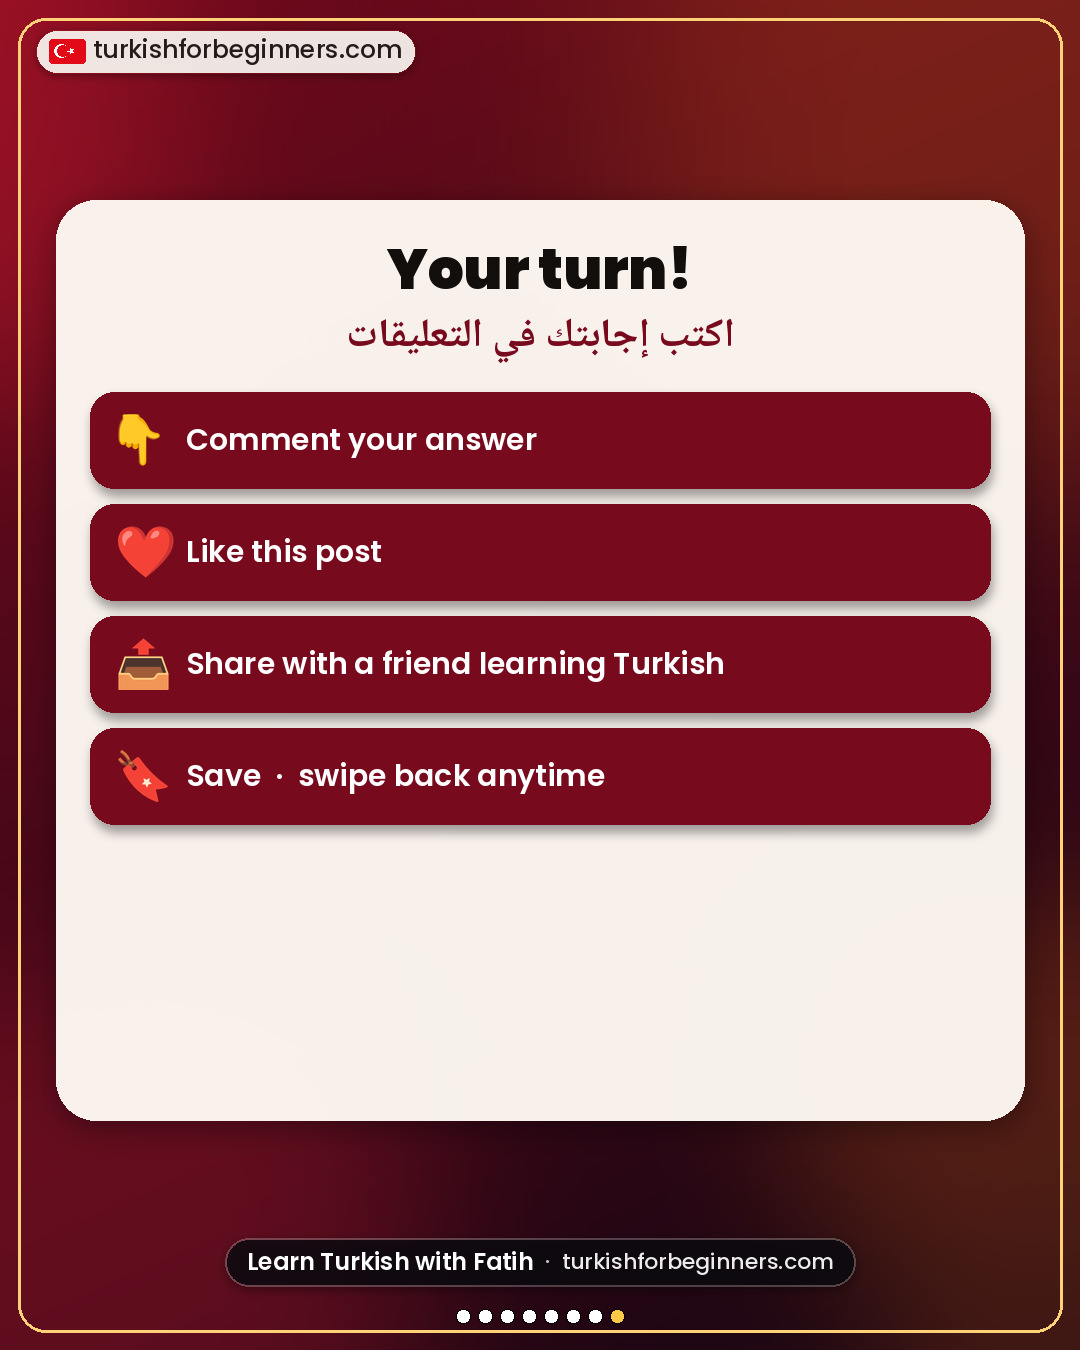 turkishforbeginners.com
Your turn!
اكتب إجابتك في التعليقات
Comment your answer
Like this post
Share with a friend learning Turkish
Save · swipe back anytime
Learn Turkish with Fatih · turkishforbeginners.com